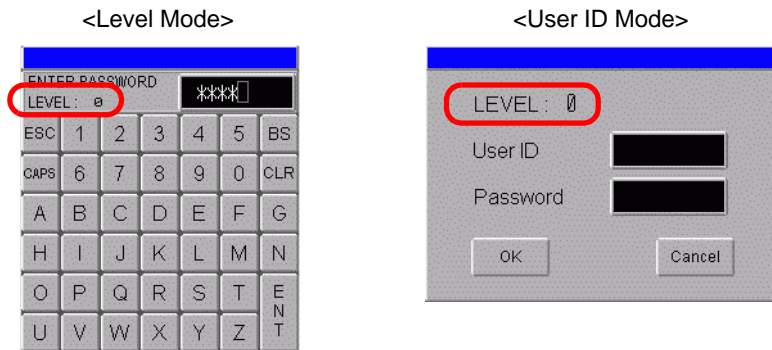 <Level Mode>
ENTER PASSWORD
LEVEL: 0
****
ESC 1 2 3 4 5 BS
CAPS 6 7 8 9 0 CLR
A B C D E F G
H I J K L M N
O P Q R S T ENT
U V W X Y Z
<User ID Mode>
LEVEL: 0
User ID
Password
OK Cancel